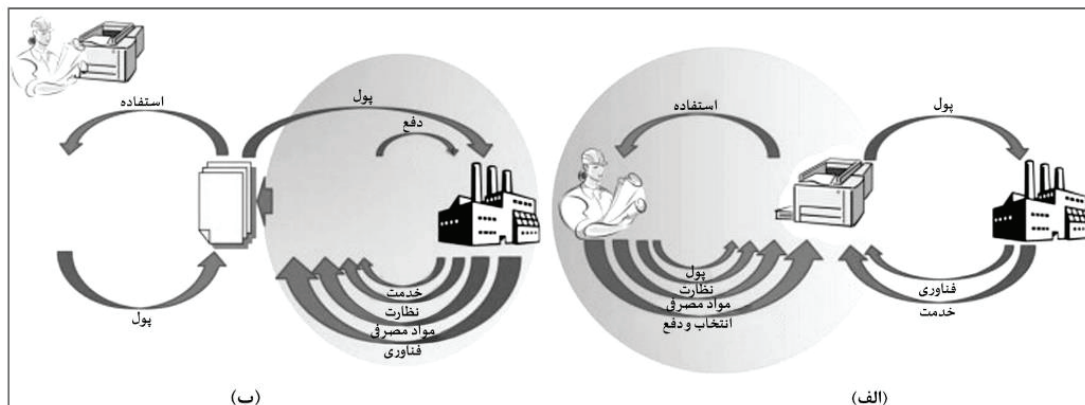 استفاده
پول
پول
نظارت
مواد مصرفی
انتخاب و دفع
فناوری
خدمت
(الف)
استفاده
پول
دفع
پول
خدمت
نظارت
مواد مصرفی
فناوری
(ب)